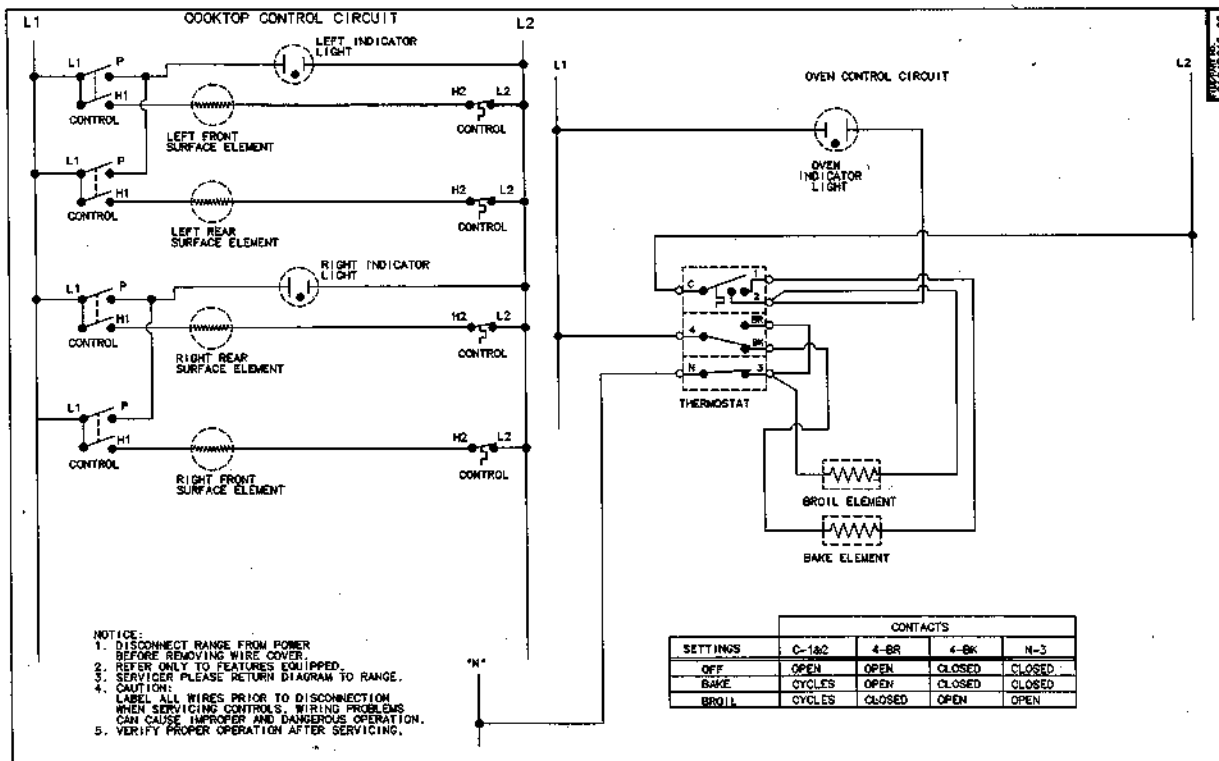 COOKTOP CONTROL CIRCUIT
L1
L2
LEFT INDICATOR
LIGHT
L1
P
H1
CONTROL
H2
L2
CONTROL
LEFT FRONT
SURFACE ELEMENT
L1
P
H1
CONTROL
H2
L2
CONTROL
LEFT REAR
SURFACE ELEMENT
RIGHT INDICATOR
LIGHT
L1
P
H1
CONTROL
H2
L2
CONTROL
RIGHT REAR
SURFACE ELEMENT
L1
P
H1
CONTROL
H2
L2
CONTROL
RIGHT FRONT
SURFACE ELEMENT
L1
L2
OVEN CONTROL CIRCUIT
OVEN
INDICATOR
LIGHT
C
1
2
4
BR
BK
N
3
THERMOSTAT
BROIL ELEMENT
BAKE ELEMENT
NOTICE:
1. DISCONNECT RANGE FROM POWER
BEFORE REMOVING WIRE COVER.
2. REFER ONLY TO FEATURES EQUIPPED.
3. SERVICER PLEASE RETURN DIAGRAM TO RANGE.
4. CAUTION:
LABEL ALL WIRES PRIOR TO DISCONNECTION
WHEN SERVICING CONTROLS. WIRING PROBLEMS
CAN CAUSE IMPROPER AND DANGEROUS OPERATION.
5. VERIFY PROPER OPERATION AFTER SERVICING.
"N"
CONTACTS
SETTINGS C-1&2 4-BR 4-BK N-3
OFF OPEN OPEN CLOSED CLOSED
BAKE CYCLES OPEN CLOSED CLOSED
BROIL CYCLES CLOSED OPEN OPEN